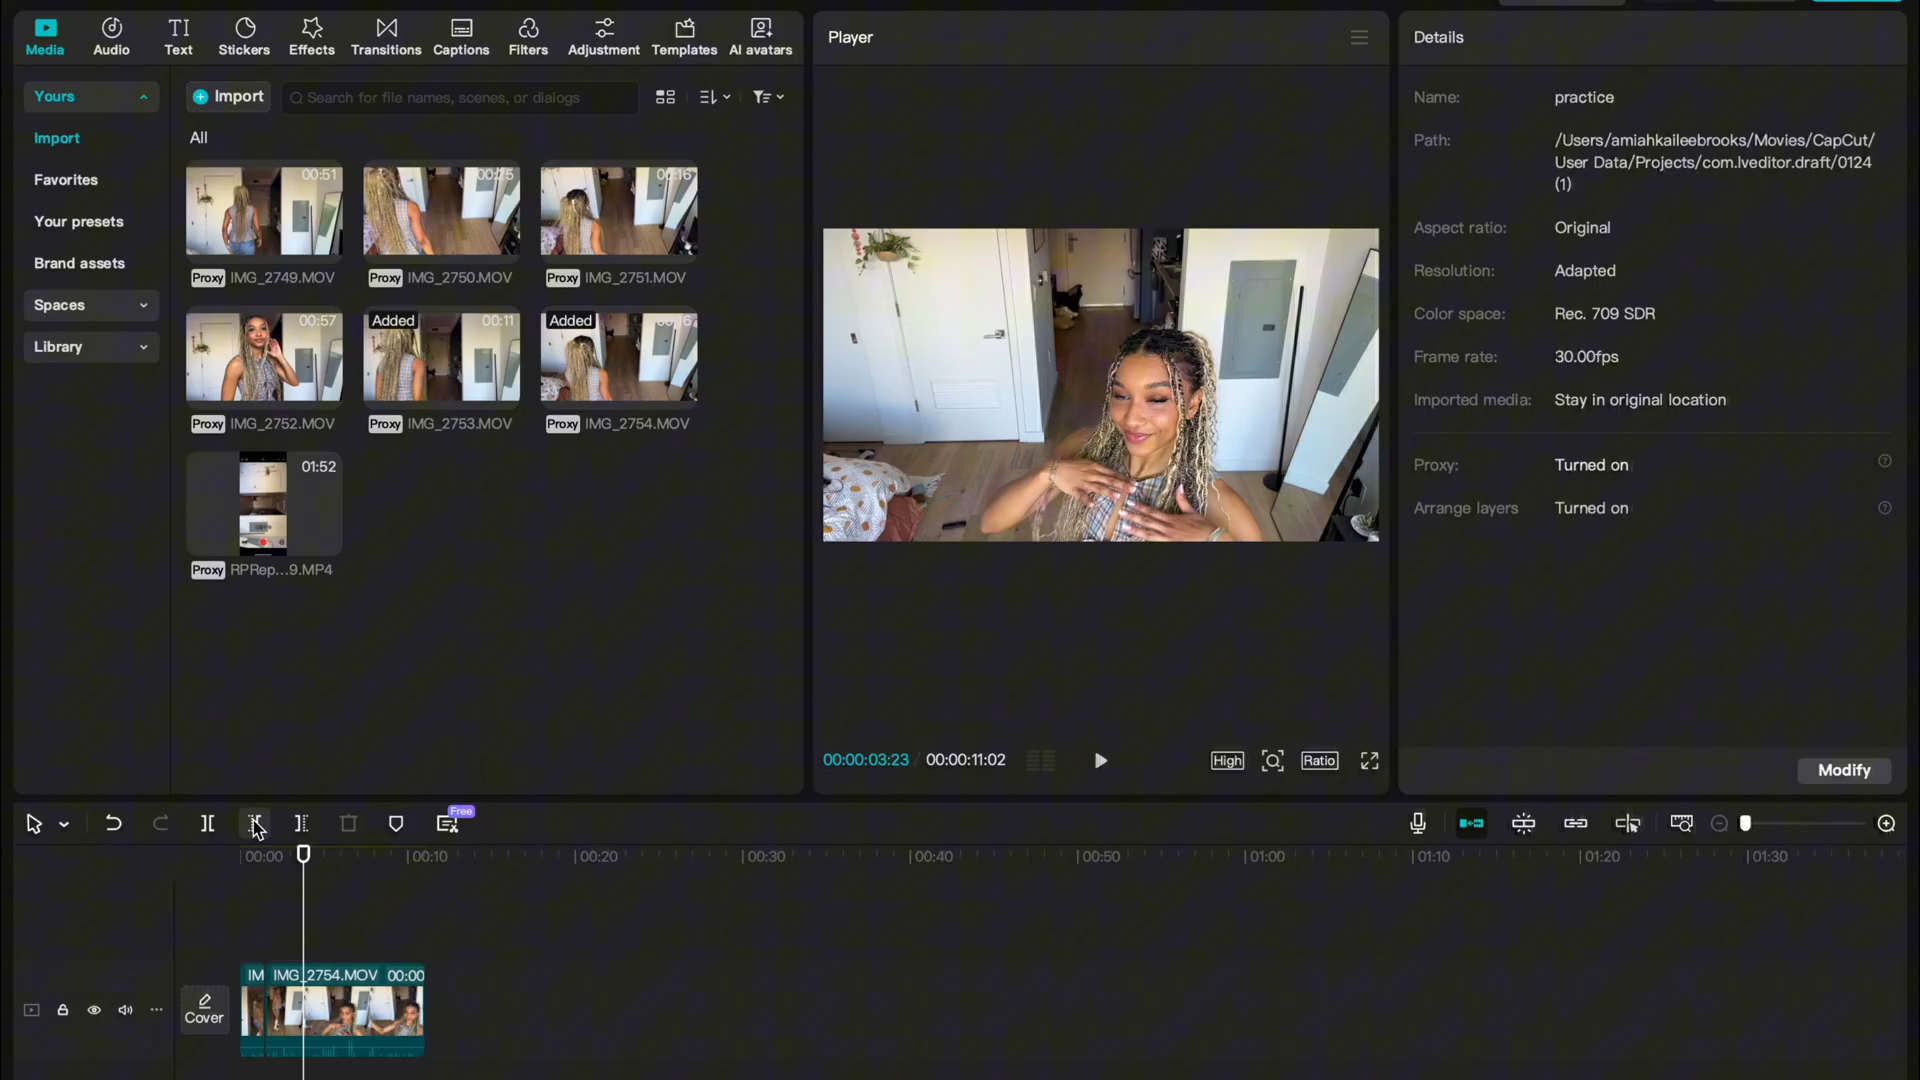 Media
Audio
Text
Stickers
Effects
Transitions
Captions
Filters
Adjustment
Templates
AI avatars
Yours
Import
Favorites
Your presets
Brand assets
Spaces
Library
Import
Search for file names, scenes, or dialogs
All
00:51
Proxy IMG_2749.MOV
Proxy IMG_2750.MOV
00:16
Proxy IMG_2751.MOV
00:57
Proxy IMG_2752.MOV
Added 00:11
Proxy IMG_2753.MOV
Added
Proxy IMG_2754.MOV
01:52
Proxy RPRep...9.MP4
Player
00:00:03:23 / 00:00:11:02
High
Ratio
Details
Name: practice
Path: /Users/amiahkaileebrooks/Movies/CapCut/
User Data/Projects/com.lveditor.draft/0124
(1)
Aspect ratio: Original
Resolution: Adapted
Color space: Rec. 709 SDR
Frame rate: 30.00fps
Imported media: Stay in original location
Proxy: Turned on
Arrange layers Turned on
Modify
Free
00:00 00:10 00:20 00:30 00:40 00:50 01:00 01:10 01:20 01:30
IM IMG_2754.MOV 00:00
Cover